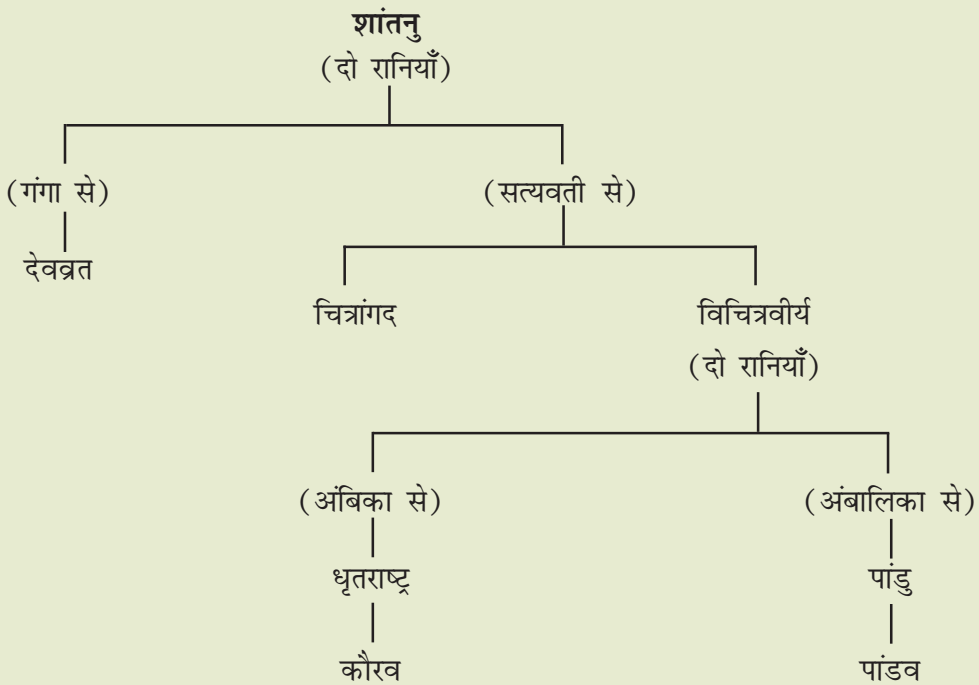 शांतनु
(दो रानियाँ)
(गंगा से)
(सत्यवती से)
देवव्रत
चित्रांगद
विचित्रवीर्य
(दो रानियाँ)
(अंबिका से)
(अंबालिका से)
धृतराष्ट्र
पांडु
कौरव
पांडव